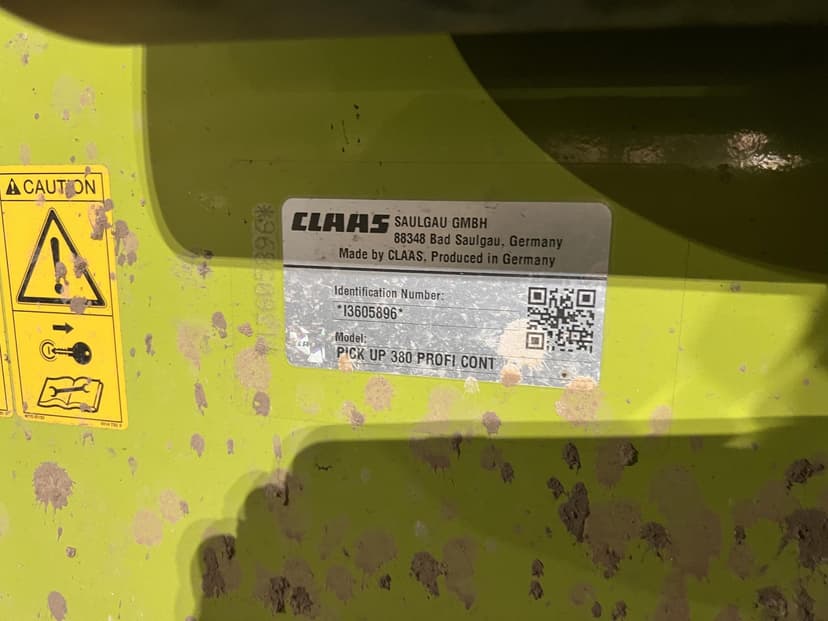 CAUTION
CLAAS SAULGAU GMBH
88348 Bad Saulgau, Germany
Made by CLAAS, Produced in Germany
Identification Number:
*I3605896*
Model:
PICK UP 380 PROFI CONT